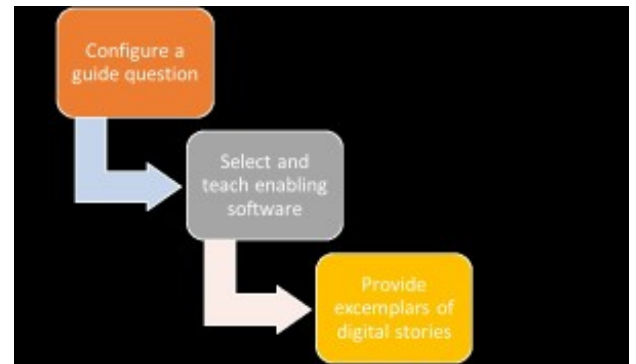 Configure a
guide question
Select and
teach enabling
software
Provide
excemplars of
digital stories